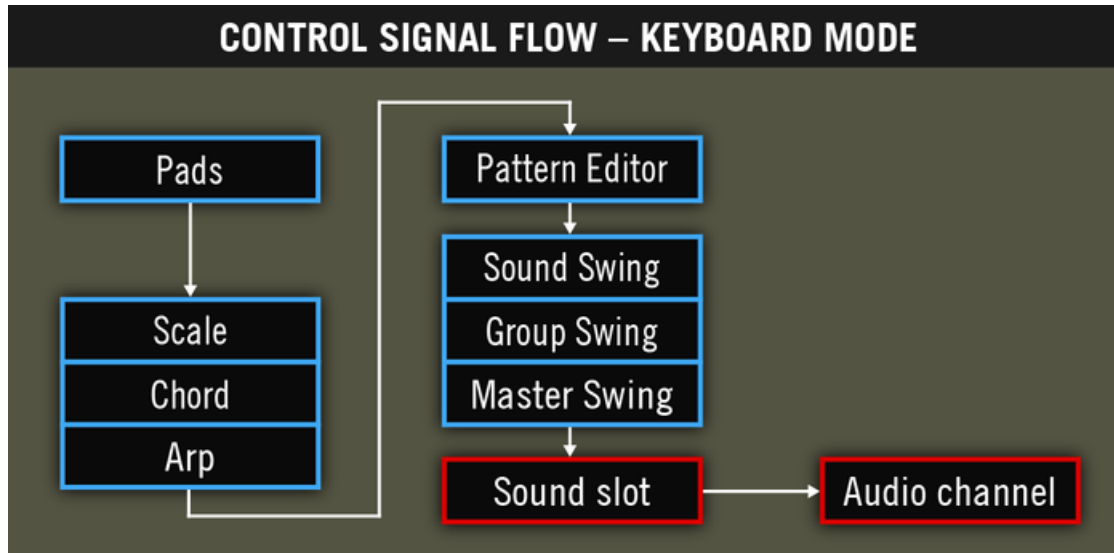 CONTROL SIGNAL FLOW – KEYBOARD MODE
Pads
Scale
Chord
Arp
Pattern Editor
Sound Swing
Group Swing
Master Swing
Sound slot
Audio channel